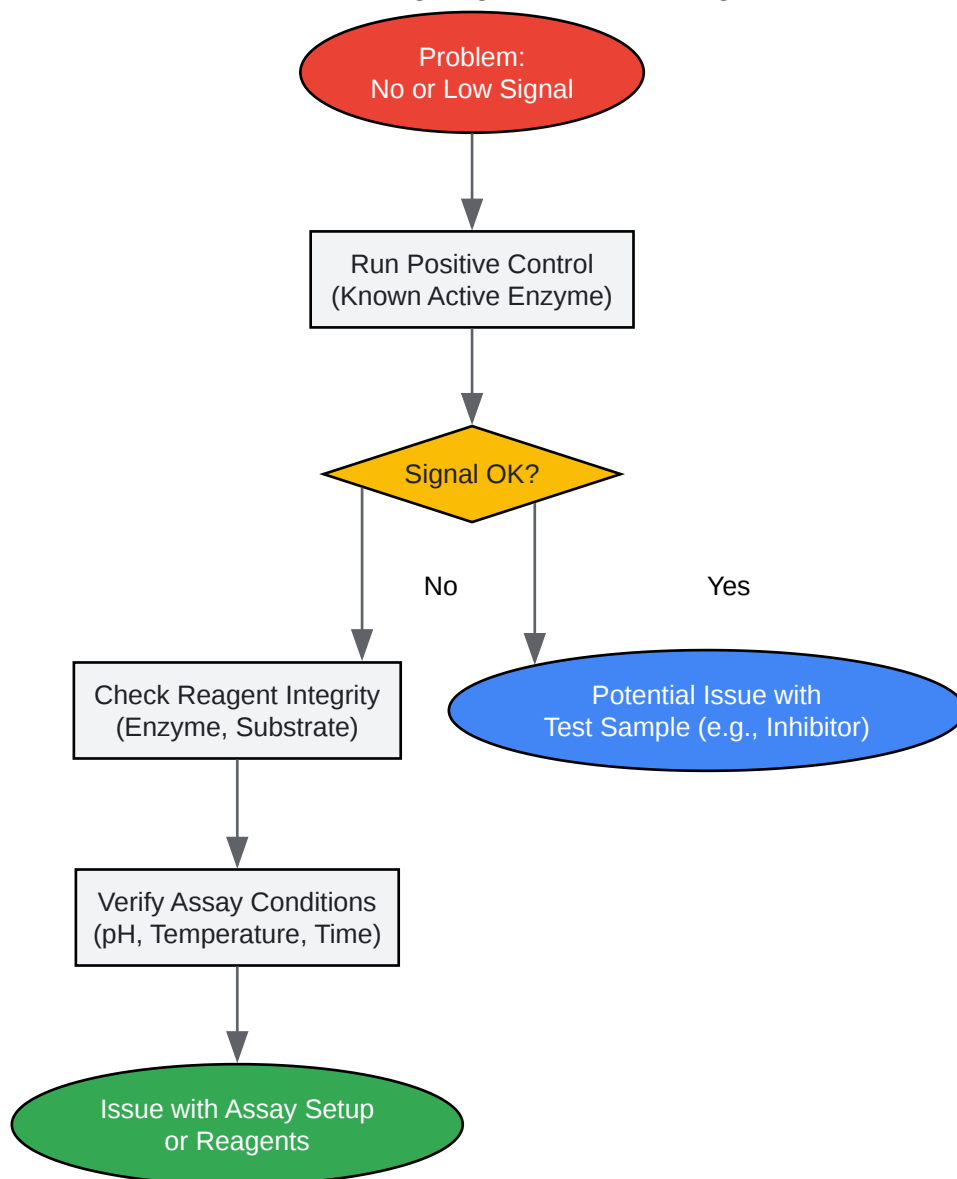 Problem:
No or Low Signal
Run Positive Control
(Known Active Enzyme)
Signal OK?
No
Yes
Check Reagent Integrity
(Enzyme, Substrate)
Potential Issue with
Test Sample (e.g., Inhibitor)
Verify Assay Conditions
(pH, Temperature, Time)
Issue with Assay Setup
or Reagents